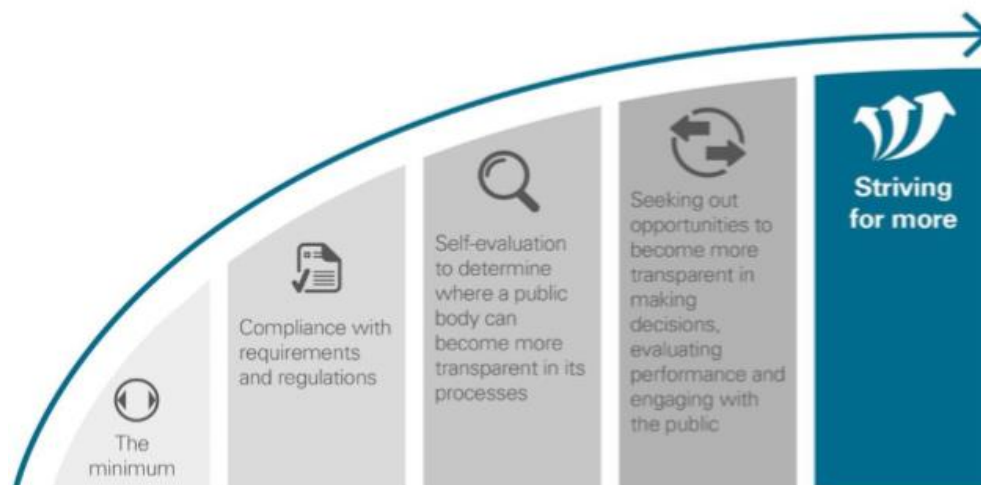 The
minimum
Compliance with
requirements
and regulations
Self-evaluation
to determine
where a public
body can
become more
transparent in its
processes
Seeking out
opportunities to
become more
transparent in
making
decisions,
evaluating
performance and
engaging with
the public
Striving
for more